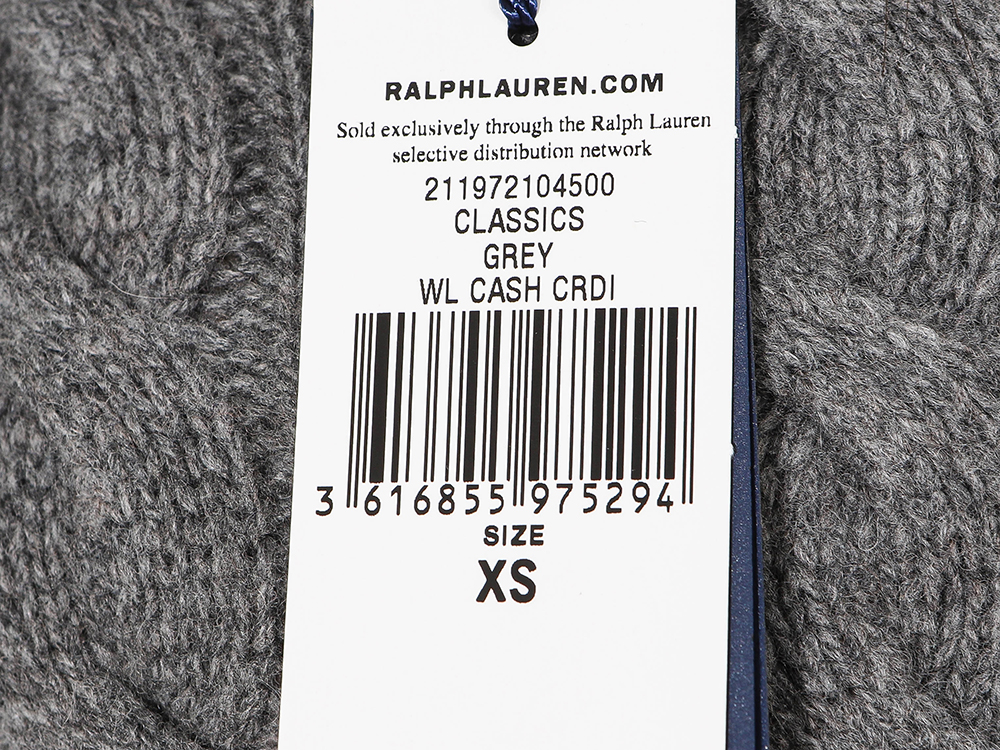 RALPHLAUREN.COM
Sold exclusively through the Ralph Lauren
selective distribution network
211972104500
CLASSICS
GREY
WL CASH CRDI
3 616855 975294
SIZE
XS